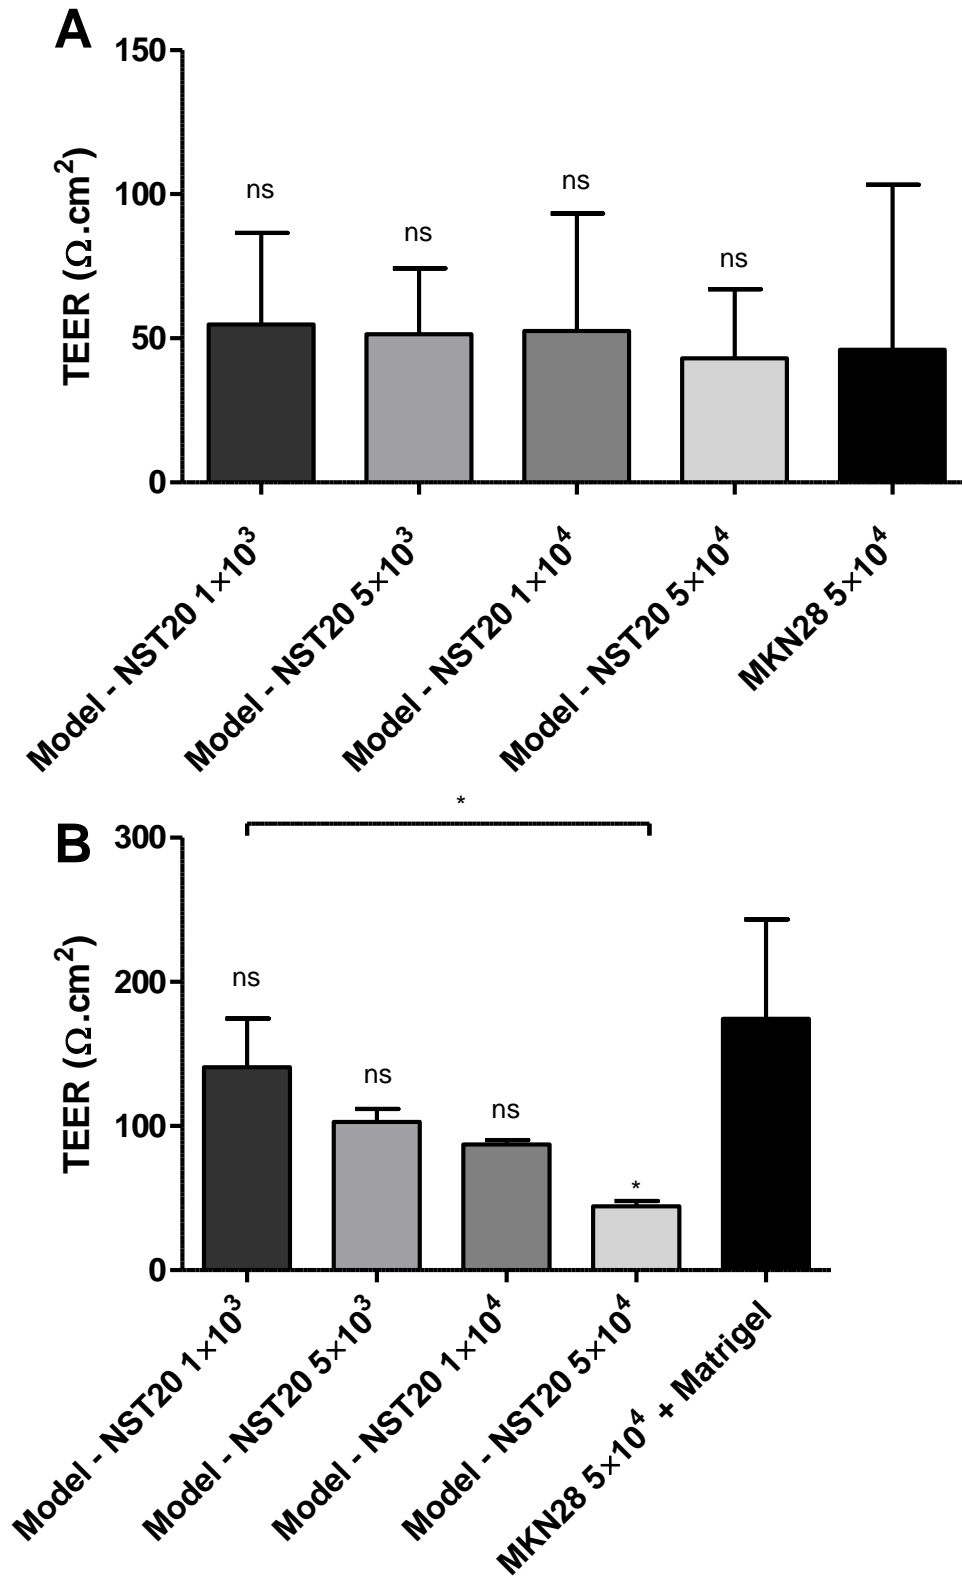 A
TEER (Ω.cm²)
150
100
50
0
ns
ns
ns
ns
Model - NST20 1×10³
Model - NST20 5×10³
Model - NST20 1×10⁴
Model - NST20 5×10⁴
MKN28 5×10⁴
B
TEER (Ω.cm²)
300
200
100
0
*
ns
ns
ns
*
Model - NST20 1×10³
Model - NST20 5×10³
Model - NST20 1×10⁴
Model - NST20 5×10⁴
MKN28 5×10⁴ + Matrigel